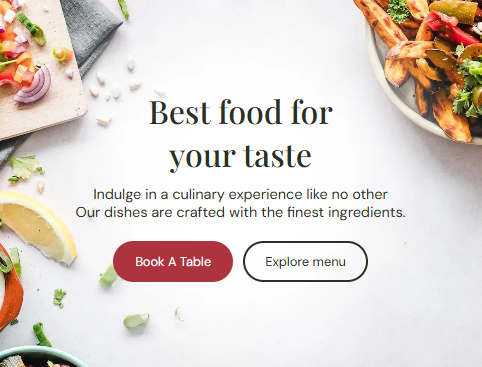 Best food for
your taste
Indulge in a culinary experience like no other
Our dishes are crafted with the finest ingredients.
Book A Table
Explore menu